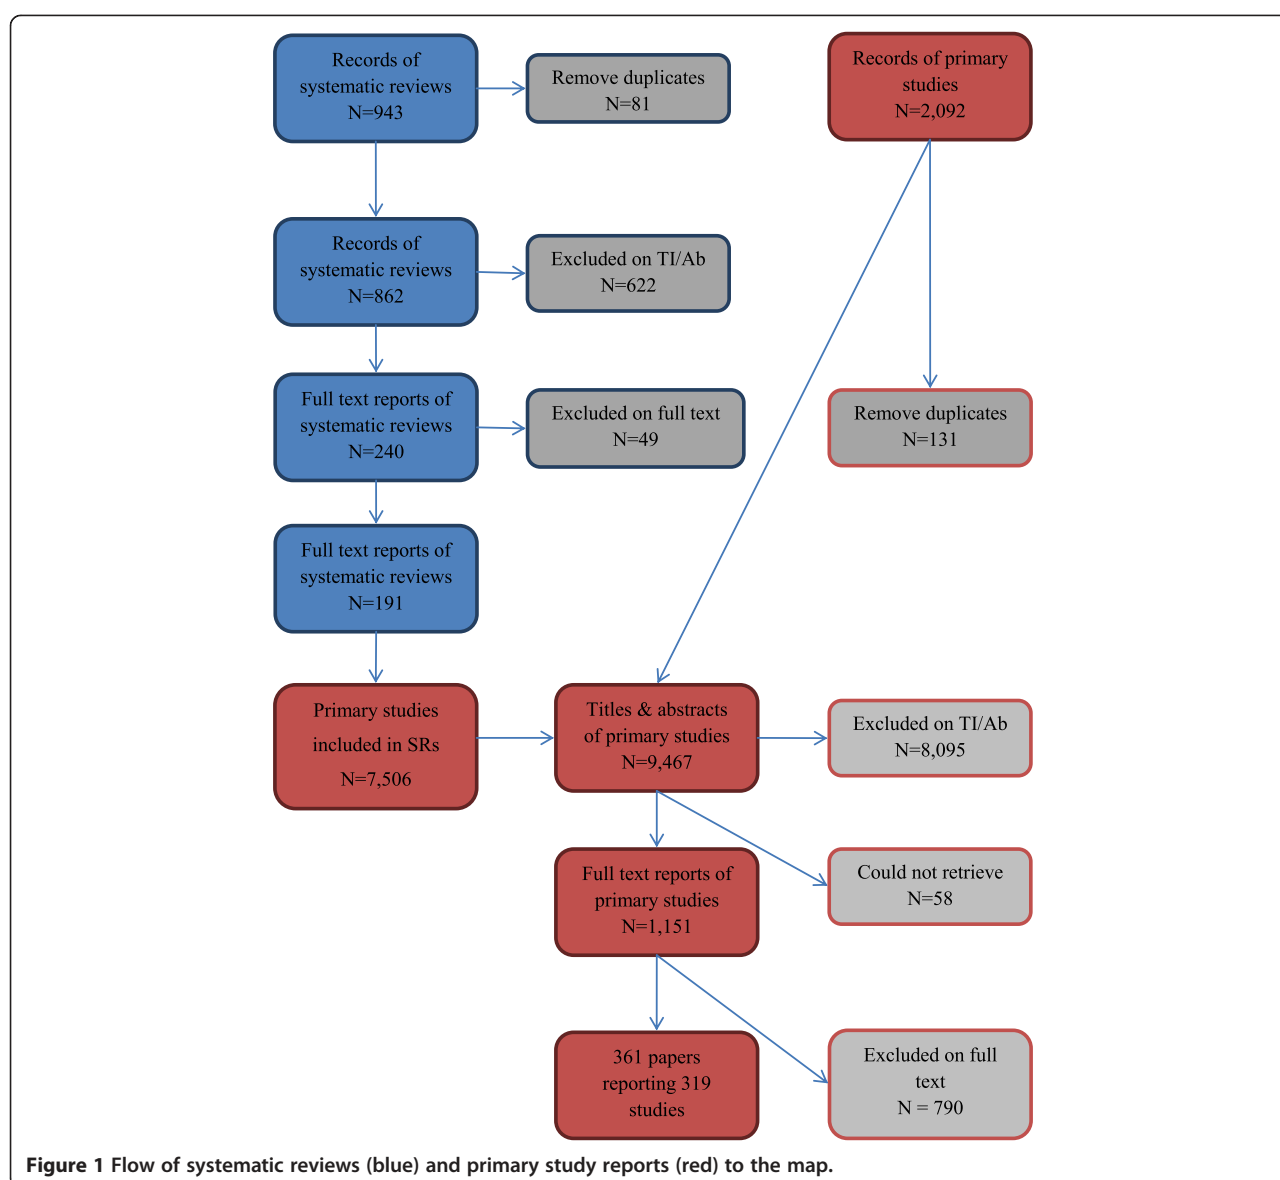 Records of
systematic reviews
N=943
Remove duplicates
N=81
Records of primary
studies
N=2,092
Records of
systematic reviews
N=862
Excluded on TI/Ab
N=622
Full text reports of
systematic reviews
N=240
Excluded on full text
N=49
Remove duplicates
N=131
Full text reports of
systematic reviews
N=191
Primary studies
included in SRs
N=7,506
Titles & abstracts
of primary studies
N=9,467
Excluded on TI/Ab
N=8,095
Full text reports of
primary studies
N=1,151
Could not retrieve
N=58
361 papers
reporting 319
studies
Excluded on full
text
N = 790
Figure 1 Flow of systematic reviews (blue) and primary study reports (red) to the map.